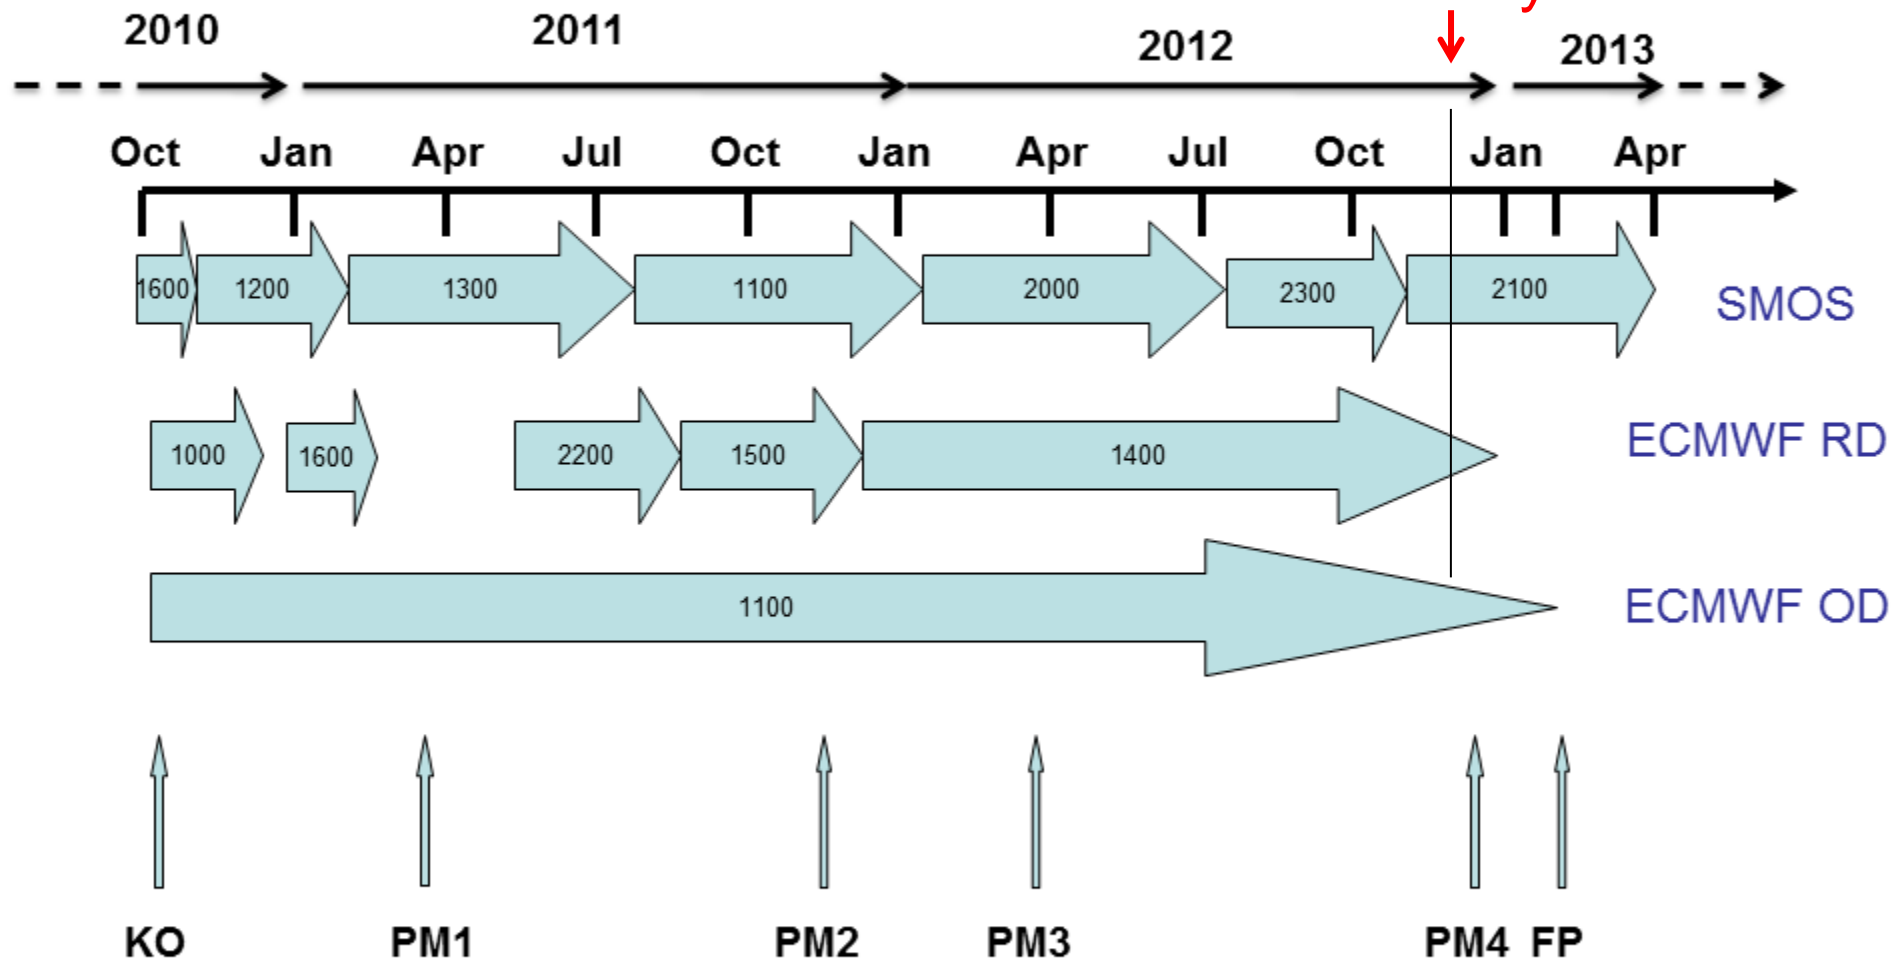 2010 2011 2012 2013
Oct Jan Apr Jul Oct Jan Apr Jul Oct Jan Apr
1600 1200 1300 1100 2000 2300 2100 SMOS
1000 1600 2200 1500 1400 ECMWF RD
1100 ECMWF OD
KO PM1 PM2 PM3 PM4 FP